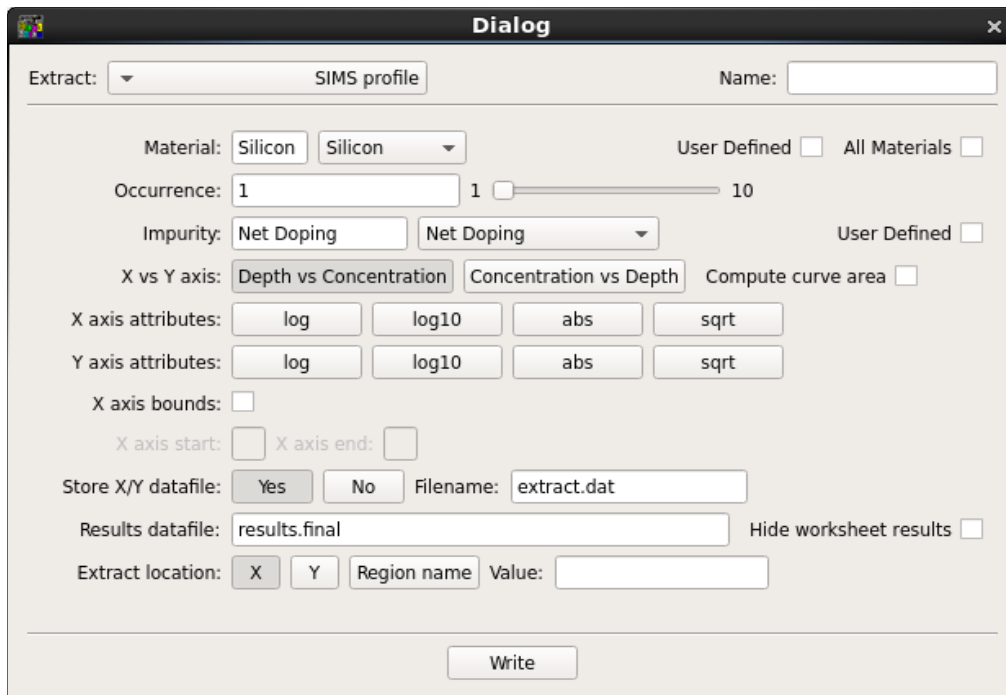 Dialog
Extract: SIMS profile Name:
Material: Silicon Silicon User Defined All Materials
Occurrence: 1 1 10
Impurity: Net Doping Net Doping User Defined
X vs Y axis: Depth vs Concentration Concentration vs Depth Compute curve area
X axis attributes: log log10 abs sqrt
Y axis attributes: log log10 abs sqrt
X axis bounds:
X axis start: X axis end:
Store X/Y datafile: Yes No Filename: extract.dat
Results datafile: results.final Hide worksheet results
Extract location: X Y Region name Value:
Write